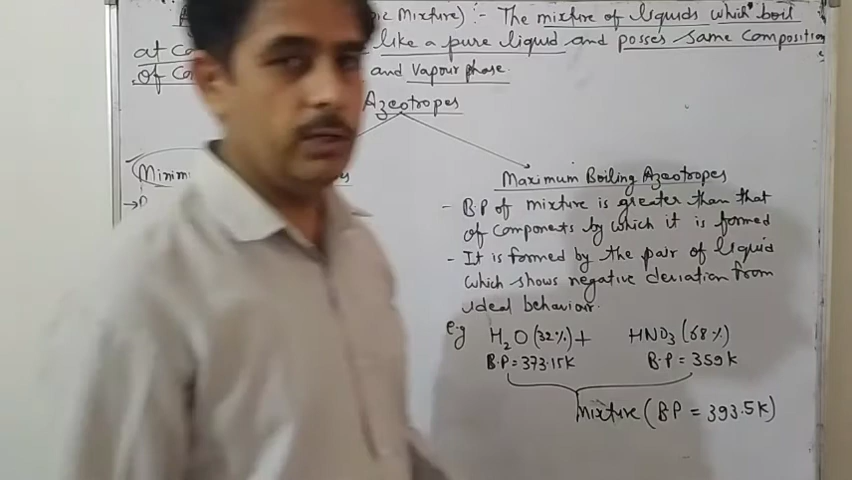 ic Mixture) :- The mixture of liquids which boil
at Co like a pure liquid and posses same composition
of Co and vapour phase.
Azeotropes
Minim s
Maximum Boiling Azeotropes
- B.P of mixture is greater than that
of components by which it is formed
- It is formed by the pair of liquid
which shows negative deviation from
ideal behaviour.
e.g H₂O (32%) + HNO₃ (68%)
B.P = 373.15K B.P = 359K
Mixture (BP = 393.5K)